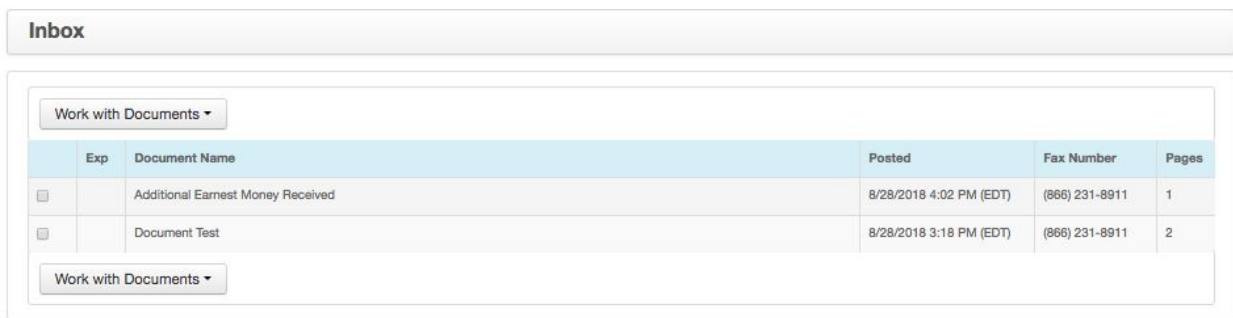 Inbox
Work with Documents
Exp Document Name Posted Fax Number Pages
Additional Earnest Money Received 8/28/2018 4:02 PM (EDT) (866) 231-8911 1
Document Test 8/28/2018 3:18 PM (EDT) (866) 231-8911 2
Work with Documents